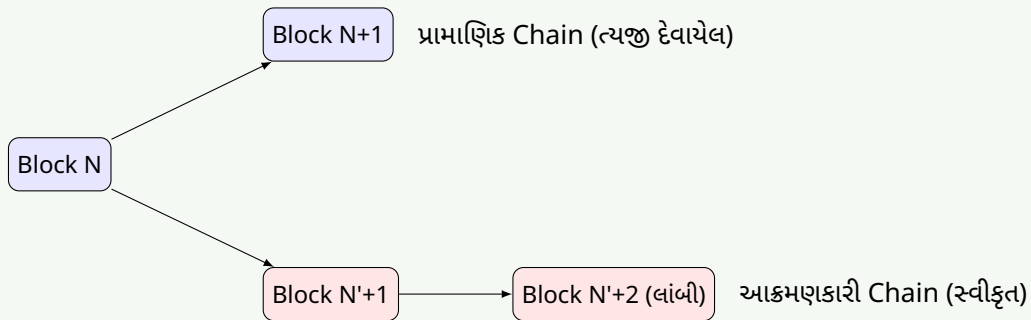 Block N+1 પ્રામાણિક Chain (ત્યજી દેવાયેલ)
Block N
Block N'+1 Block N'+2 (લાંબી) આક્રમણકારી Chain (સ્વીકૃત)